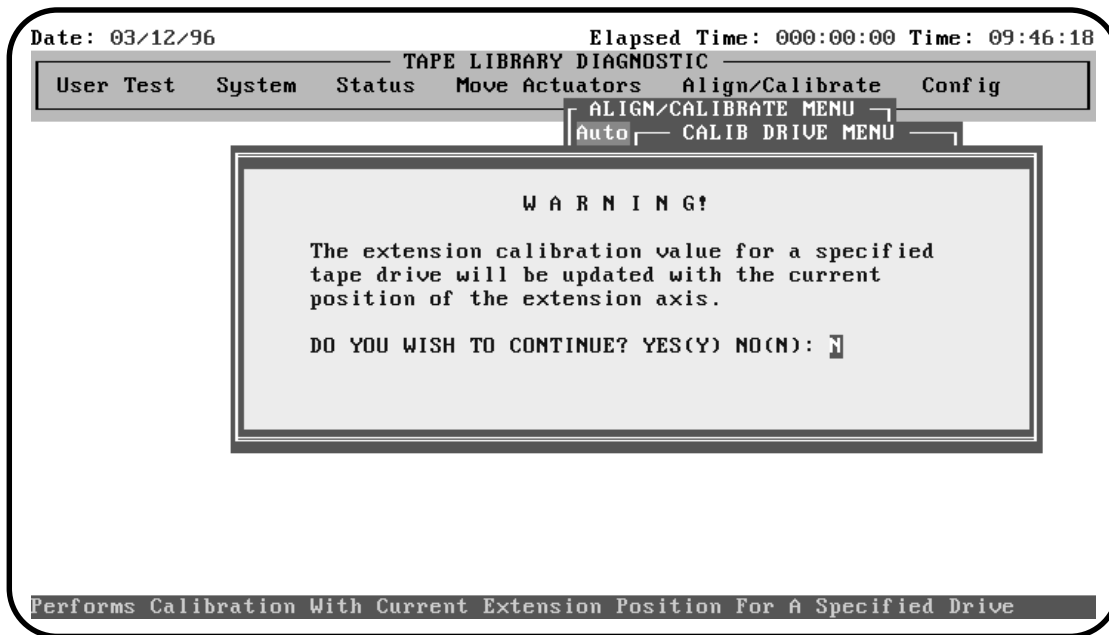 Date: 03/12/96 Elapsed Time: 000:00:00 Time: 09:46:18
TAPE LIBRARY DIAGNOSTIC
User Test System Status Move Actuators Align/Calibrate Config
ALIGN/CALIBRATE MENU
Auto CALIB DRIVE MENU
W A R N I N G!
The extension calibration value for a specified
tape drive will be updated with the current
position of the extension axis.
DO YOU WISH TO CONTINUE? YES(Y) NO(N): N
Performs Calibration With Current Extension Position For A Specified Drive